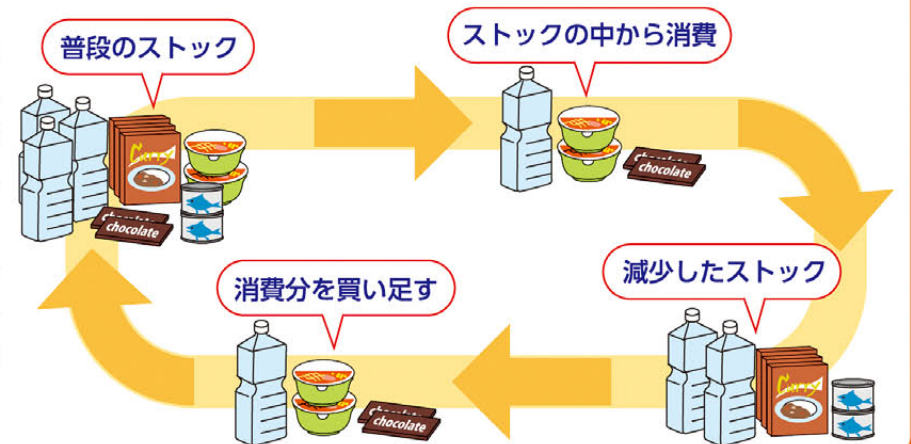 普段のストック
ストックの中から消費
Curry
chocolate
chocolate
chocolate
chocolate
消費分を買い足す
減少したストック
chocolate
chocolate
Curry